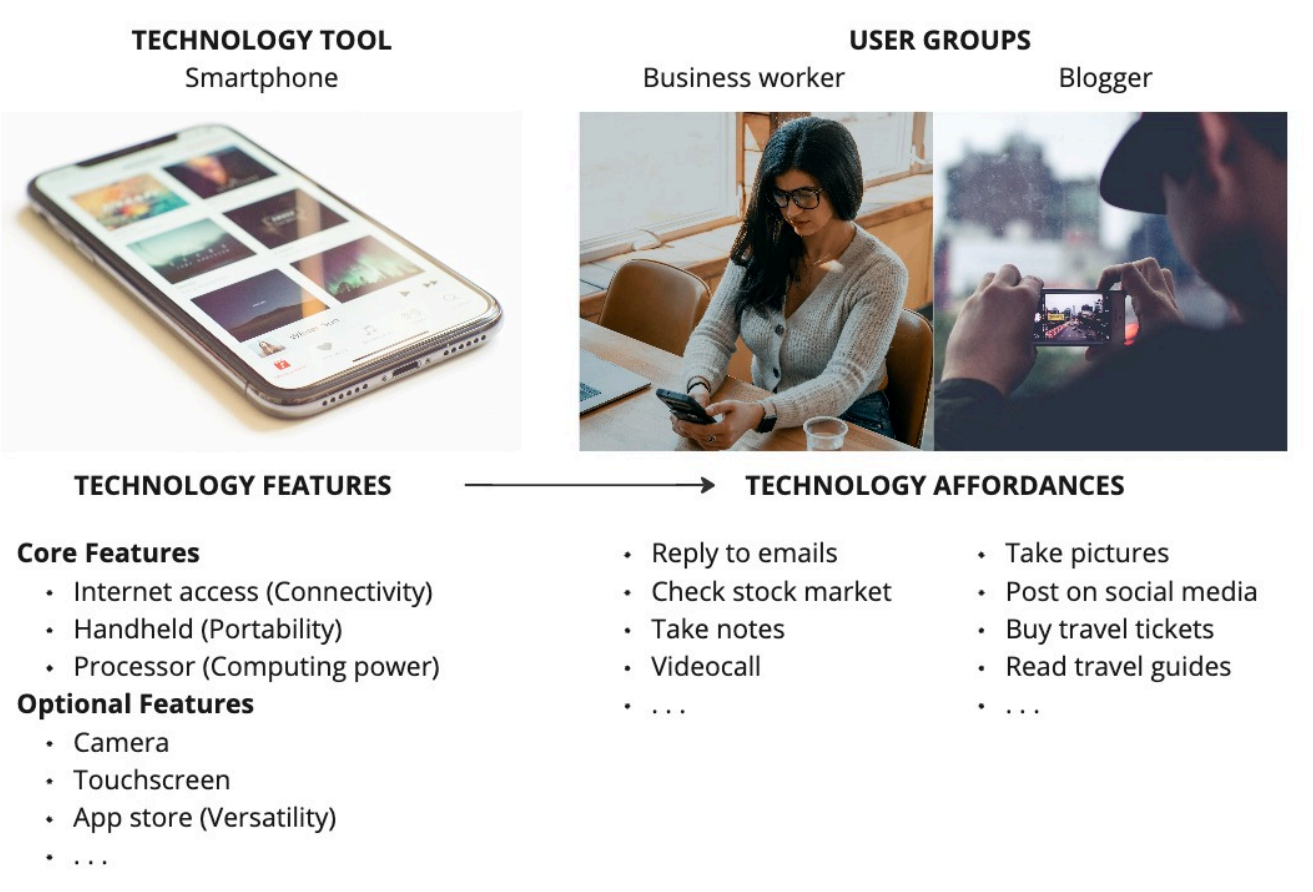 TECHNOLOGY TOOL
Smartphone
USER GROUPS
Business worker
Blogger
TECHNOLOGY FEATURES
TECHNOLOGY AFFORDANCES
Core Features
• Internet access (Connectivity)
• Handheld (Portability)
• Processor (Computing power)
Optional Features
• Camera
• Touchscreen
• App store (Versatility)
• . . .
• Reply to emails
• Check stock market
• Take notes
• Videocall
• . . .
• Take pictures
• Post on social media
• Buy travel tickets
• Read travel guides
• . . .